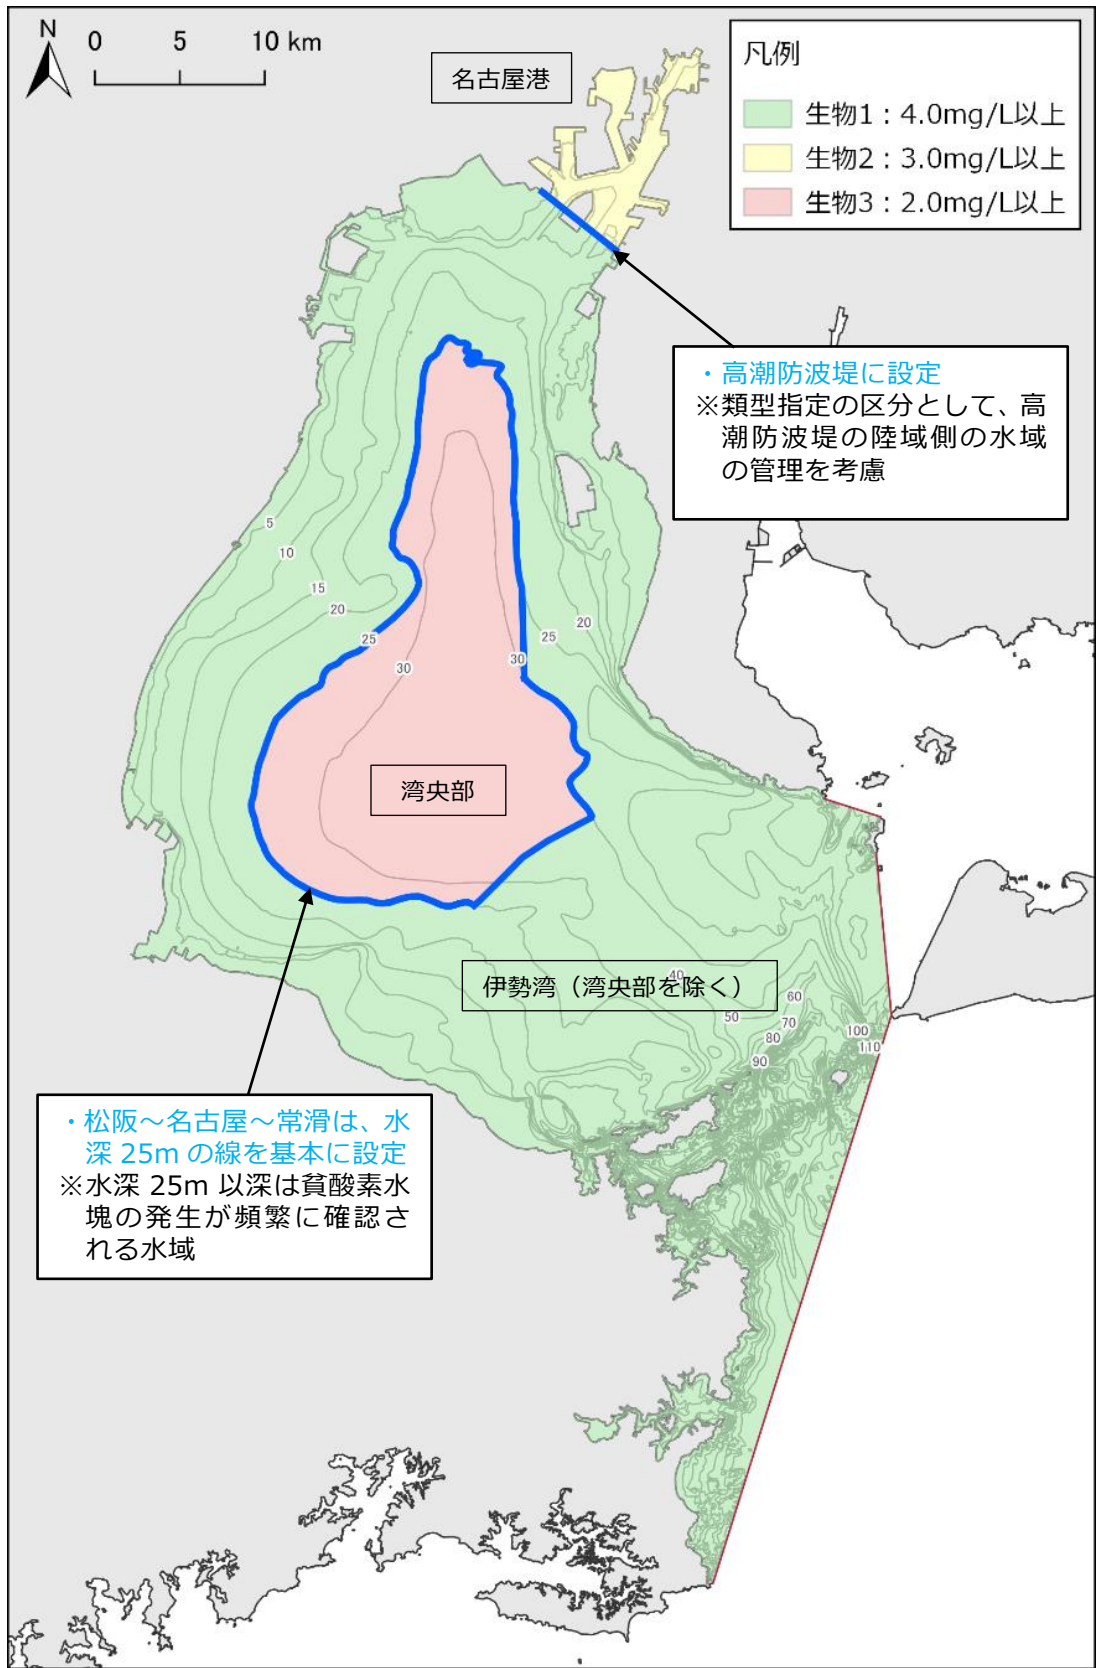 N
0 5 10 km
名古屋港
凡例
生物1：4.0mg/L以上
生物2：3.0mg/L以上
生物3：2.0mg/L以上
・高潮防波堤に設定
※類型指定の区分として、高
潮防波堤の陸域側の水域
の管理を考慮
5
10
15
20
25
30
30
25
20
湾央部
伊勢湾（湾央部を除く）
40
50
60
70
80
90
100
110
・松阪～名古屋～常滑は、水
深 25m の線を基本に設定
※水深 25m 以深は貧酸素水
塊の発生が頻繁に確認さ
れる水域